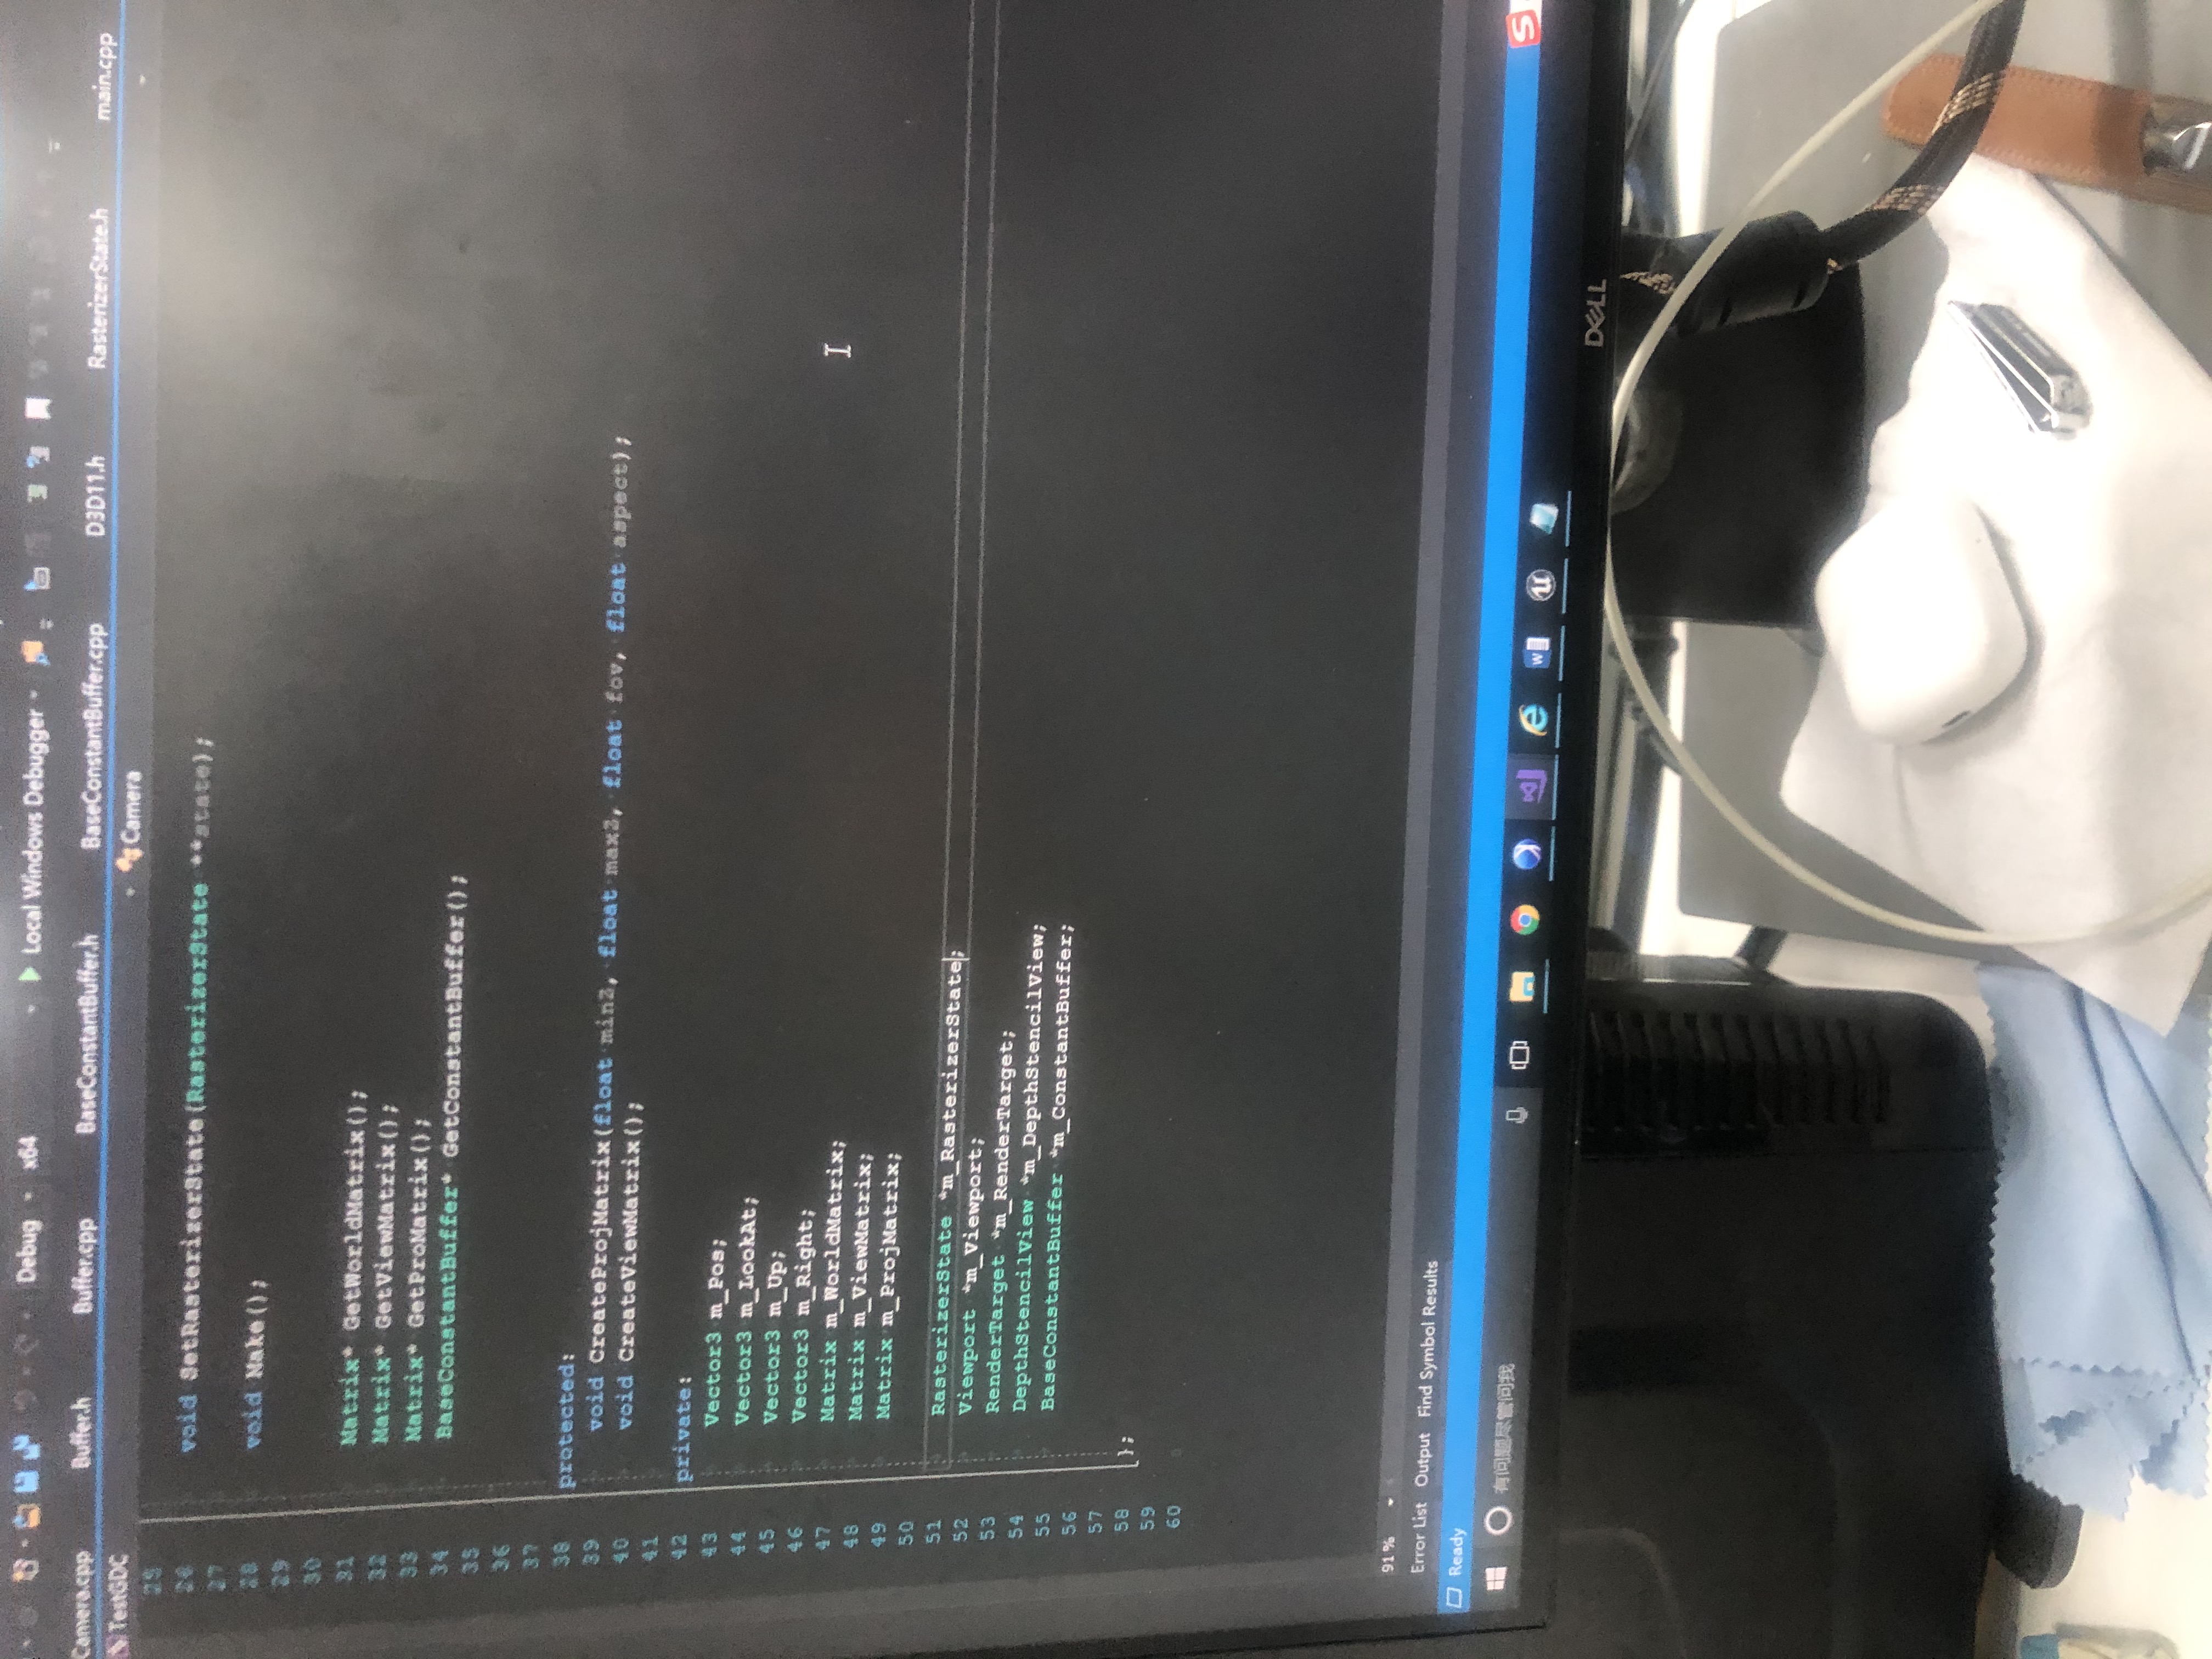 Debug x64 Local Windows Debugger
Camera.cpp Buffer.h Buffer.cpp BaseConstantBuffer.h BaseConstantBuffer.cpp D3D11.h RasterizerState.h main.cpp
TestGDC Camera
25
26 void SetRasterizerState(RasterizerState **state);
27
28 void Make();
29
30
31 Matrix* GetWorldMatrix();
32 Matrix* GetViewMatrix();
33 Matrix* GetProMatrix();
34 BaseConstantBuffer* GetConstantBuffer();
35
36
37
38 protected:
39 void CreateProjMatrix(float minZ, float maxZ, float fov, float aspect);
40 void CreateViewMatrix();
41
42 private:
43 Vector3 m_Pos;
44 Vector3 m_LookAt;
45 Vector3 m_Up;
46 Vector3 m_Right;
47 Matrix m_WorldMatrix;
48 Matrix m_ViewMatrix;
49 Matrix m_ProjMatrix;
50
51 RasterizerState *m_RasterizerState;
52 Viewport *m_Viewport;
53 RenderTarget *m_RenderTarget;
54 DepthStencilView *m_DepthStencilView;
55 BaseConstantBuffer *m_ConstantBuffer;
56
57
58 };
59
60
91 %
Error List Output Find Symbol Results
Ready
有问题尽管问我
DELL